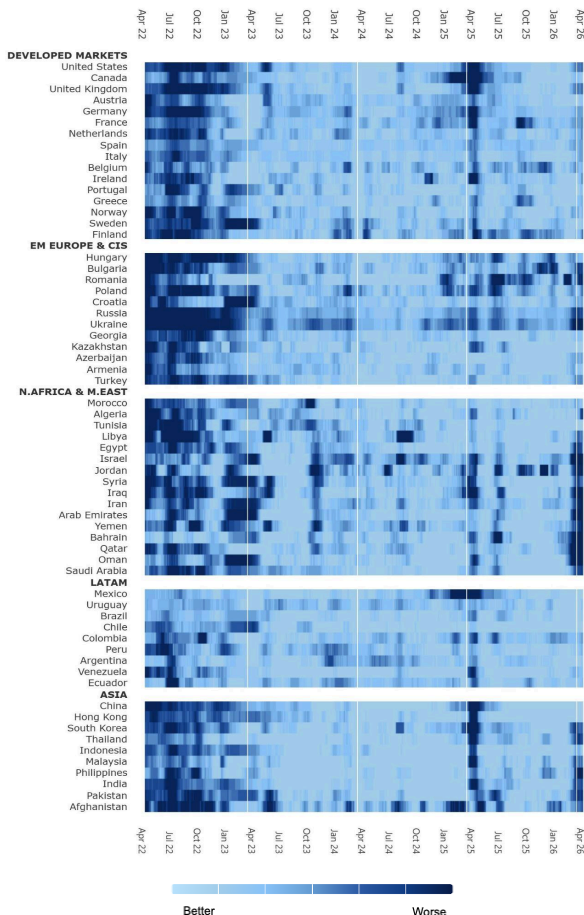 Apr 22 Jul 22 Oct 22 Jan 23 Apr 23 Jul 23 Oct 23 Jan 24 Apr 24 Jul 24 Oct 24 Jan 25 Apr 25 Jul 25 Oct 25 Jan 26 Apr 26
DEVELOPED MARKETS
United States
Canada
United Kingdom
Austria
Germany
France
Netherlands
Spain
Italy
Belgium
Ireland
Portugal
Greece
Norway
Sweden
Finland
EM EUROPE & CIS
Hungary
Bulgaria
Romania
Poland
Croatia
Russia
Ukraine
Georgia
Kazakhstan
Azerbaijan
Armenia
Turkey
N.AFRICA & M.EAST
Morocco
Algeria
Tunisia
Libya
Egypt
Israel
Jordan
Syria
Iraq
Iran
Arab Emirates
Yemen
Bahrain
Qatar
Oman
Saudi Arabia
LATAM
Mexico
Uruguay
Brazil
Chile
Colombia
Peru
Argentina
Venezuela
Ecuador
ASIA
China
Hong Kong
South Korea
Thailand
Indonesia
Malaysia
Philippines
India
Pakistan
Afghanistan
Apr 22 Jul 22 Oct 22 Jan 23 Apr 23 Jul 23 Oct 23 Jan 24 Apr 24 Jul 24 Oct 24 Jan 25 Apr 25 Jul 25 Oct 25 Jan 26 Apr 26
Better Worse